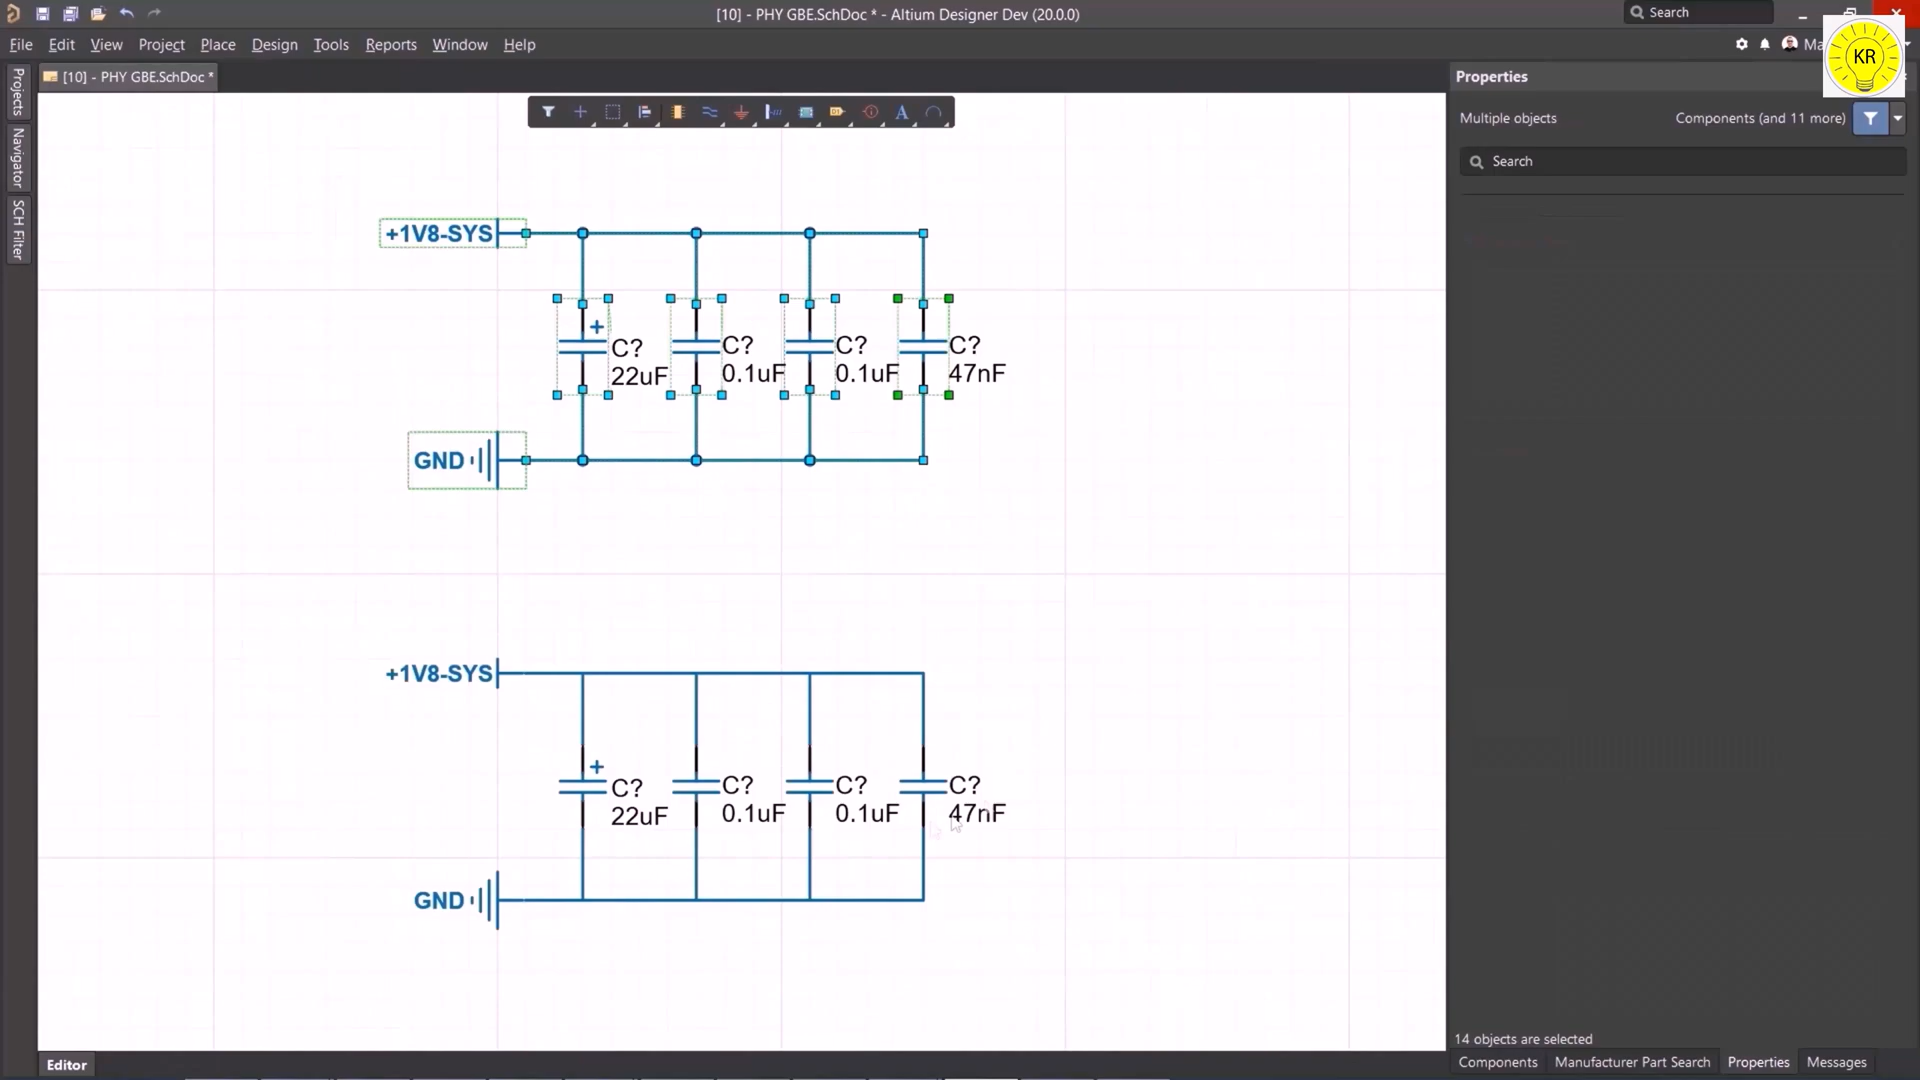 [10] - PHY GBE.SchDoc * - Altium Designer Dev (20.0.0)
Search
File Edit View Project Place Design Tools Reports Window Help
Ma
KR
Projects
Navigator
SCH Filter
[10] - PHY GBE.SchDoc *
A
Properties
Multiple objects
Components (and 11 more)
Search
+1V8-SYS
+
C? C? C? C?
22uF 0.1uF 0.1uF 47nF
GND
+1V8-SYS
+
C? C? C? C?
22uF 0.1uF 0.1uF 47nF
GND
14 objects are selected
Editor
Components Manufacturer Part Search Properties Messages